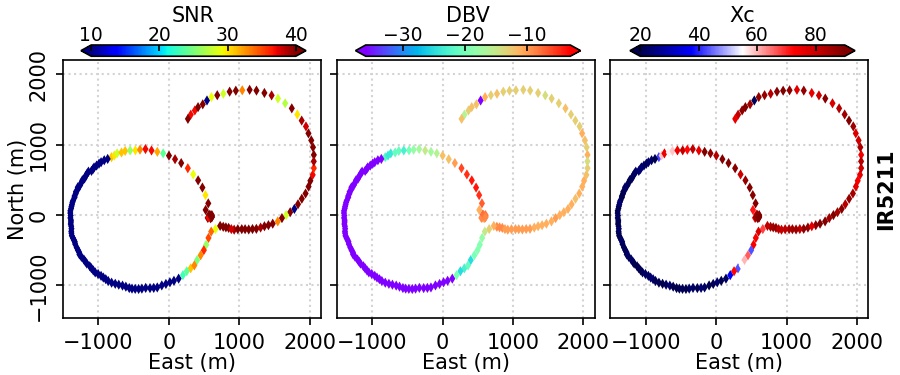 SNR DBV Xc
10 20 30 40 −30 −20 −10 20 40 60 80
2000
1000
0
−1000
North (m)
−1000 0 1000 2000 −1000 0 1000 2000 −1000 0 1000 2000
East (m) East (m) East (m)
IR5211